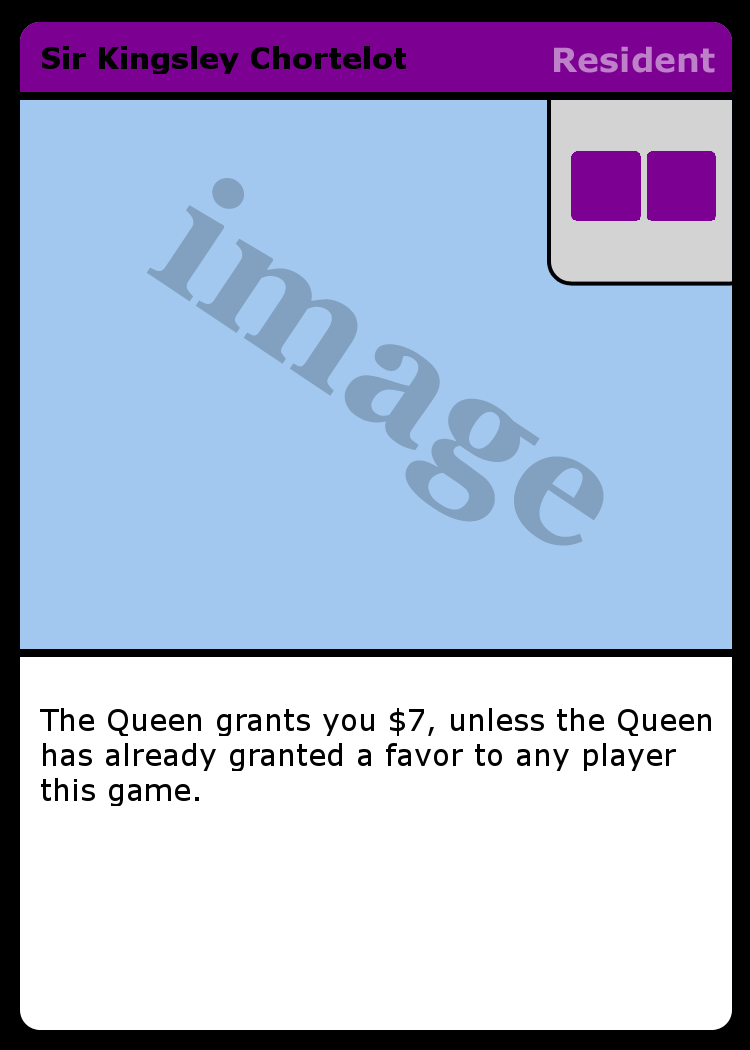 Sir Kingsley Chortelot
Resident
image
The Queen grants you $7, unless the Queen
has already granted a favor to any player
this game.